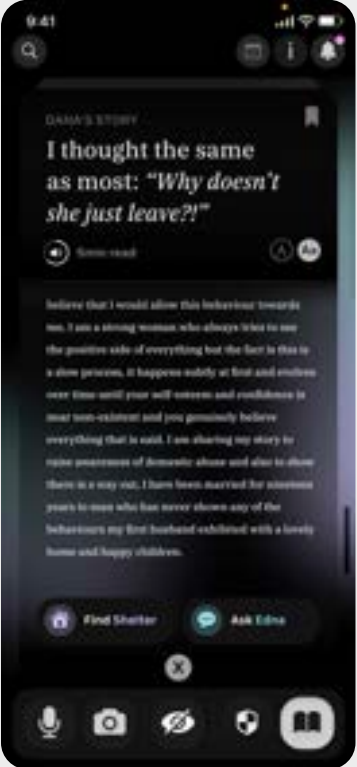 9:41
DANA'S STORY
I thought the same
as most: “Why doesn't
she just leave?!”
5min read
A Aa
believe that I would allow this behaviour towards
me. I am a strong woman who always tries to see
the positive side of everything but the fact is this is
a slow process, it happens subtly at first and evolves
over time until your self esteem and confidence is
near non-existent and you genuinely believe
everything that is said. I am sharing my story to
raise awareness of domestic abuse and also to show
there is a way out. I have been married for nineteen
years to man who has never shown any of the
behaviours my first husband exhibited with a lovely
home and happy children.
Find Shelter
Ask Edna